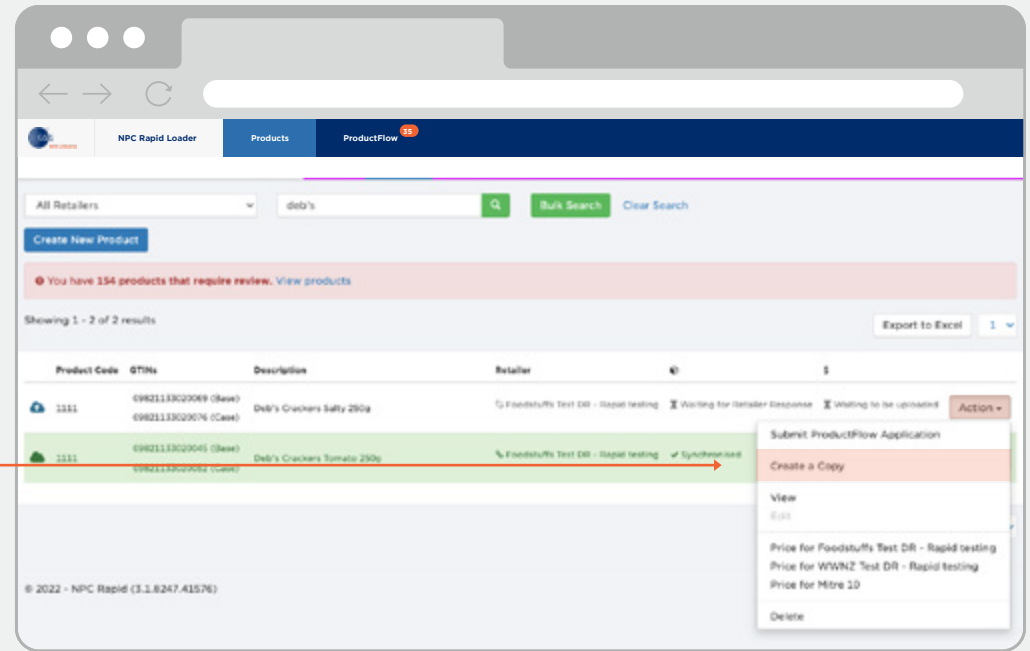 NPC Rapid Loader
Products
ProductFlow
35
All Retailers
deb's
Bulk Search
Clear Search
Create New Product
You have 154 products that require review. View products
Showing 1 - 2 of 2 results
Export to Excel
1
Product Code GTINs Description Retailer $
1111 09821133020069 (Base) Deb's Crackers Salty 250g Foodstuffs Test DR - Rapid testing Waiting for Retailer Response Waiting to be uploaded Action
09821133020076 (Case)
1111 09821133020045 (Base) Deb's Crackers Tomato 250g Foodstuffs Test DR - Rapid testing Synchronised
09821133020052 (Case)
Submit ProductFlow Application
Create a Copy
View
Edit
Price for Foodstuffs Test DR - Rapid testing
Price for WWNZ Test DR - Rapid testing
Price for Mitre 10
Delete
© 2022 - NPC Rapid (3.1.8247.41576)